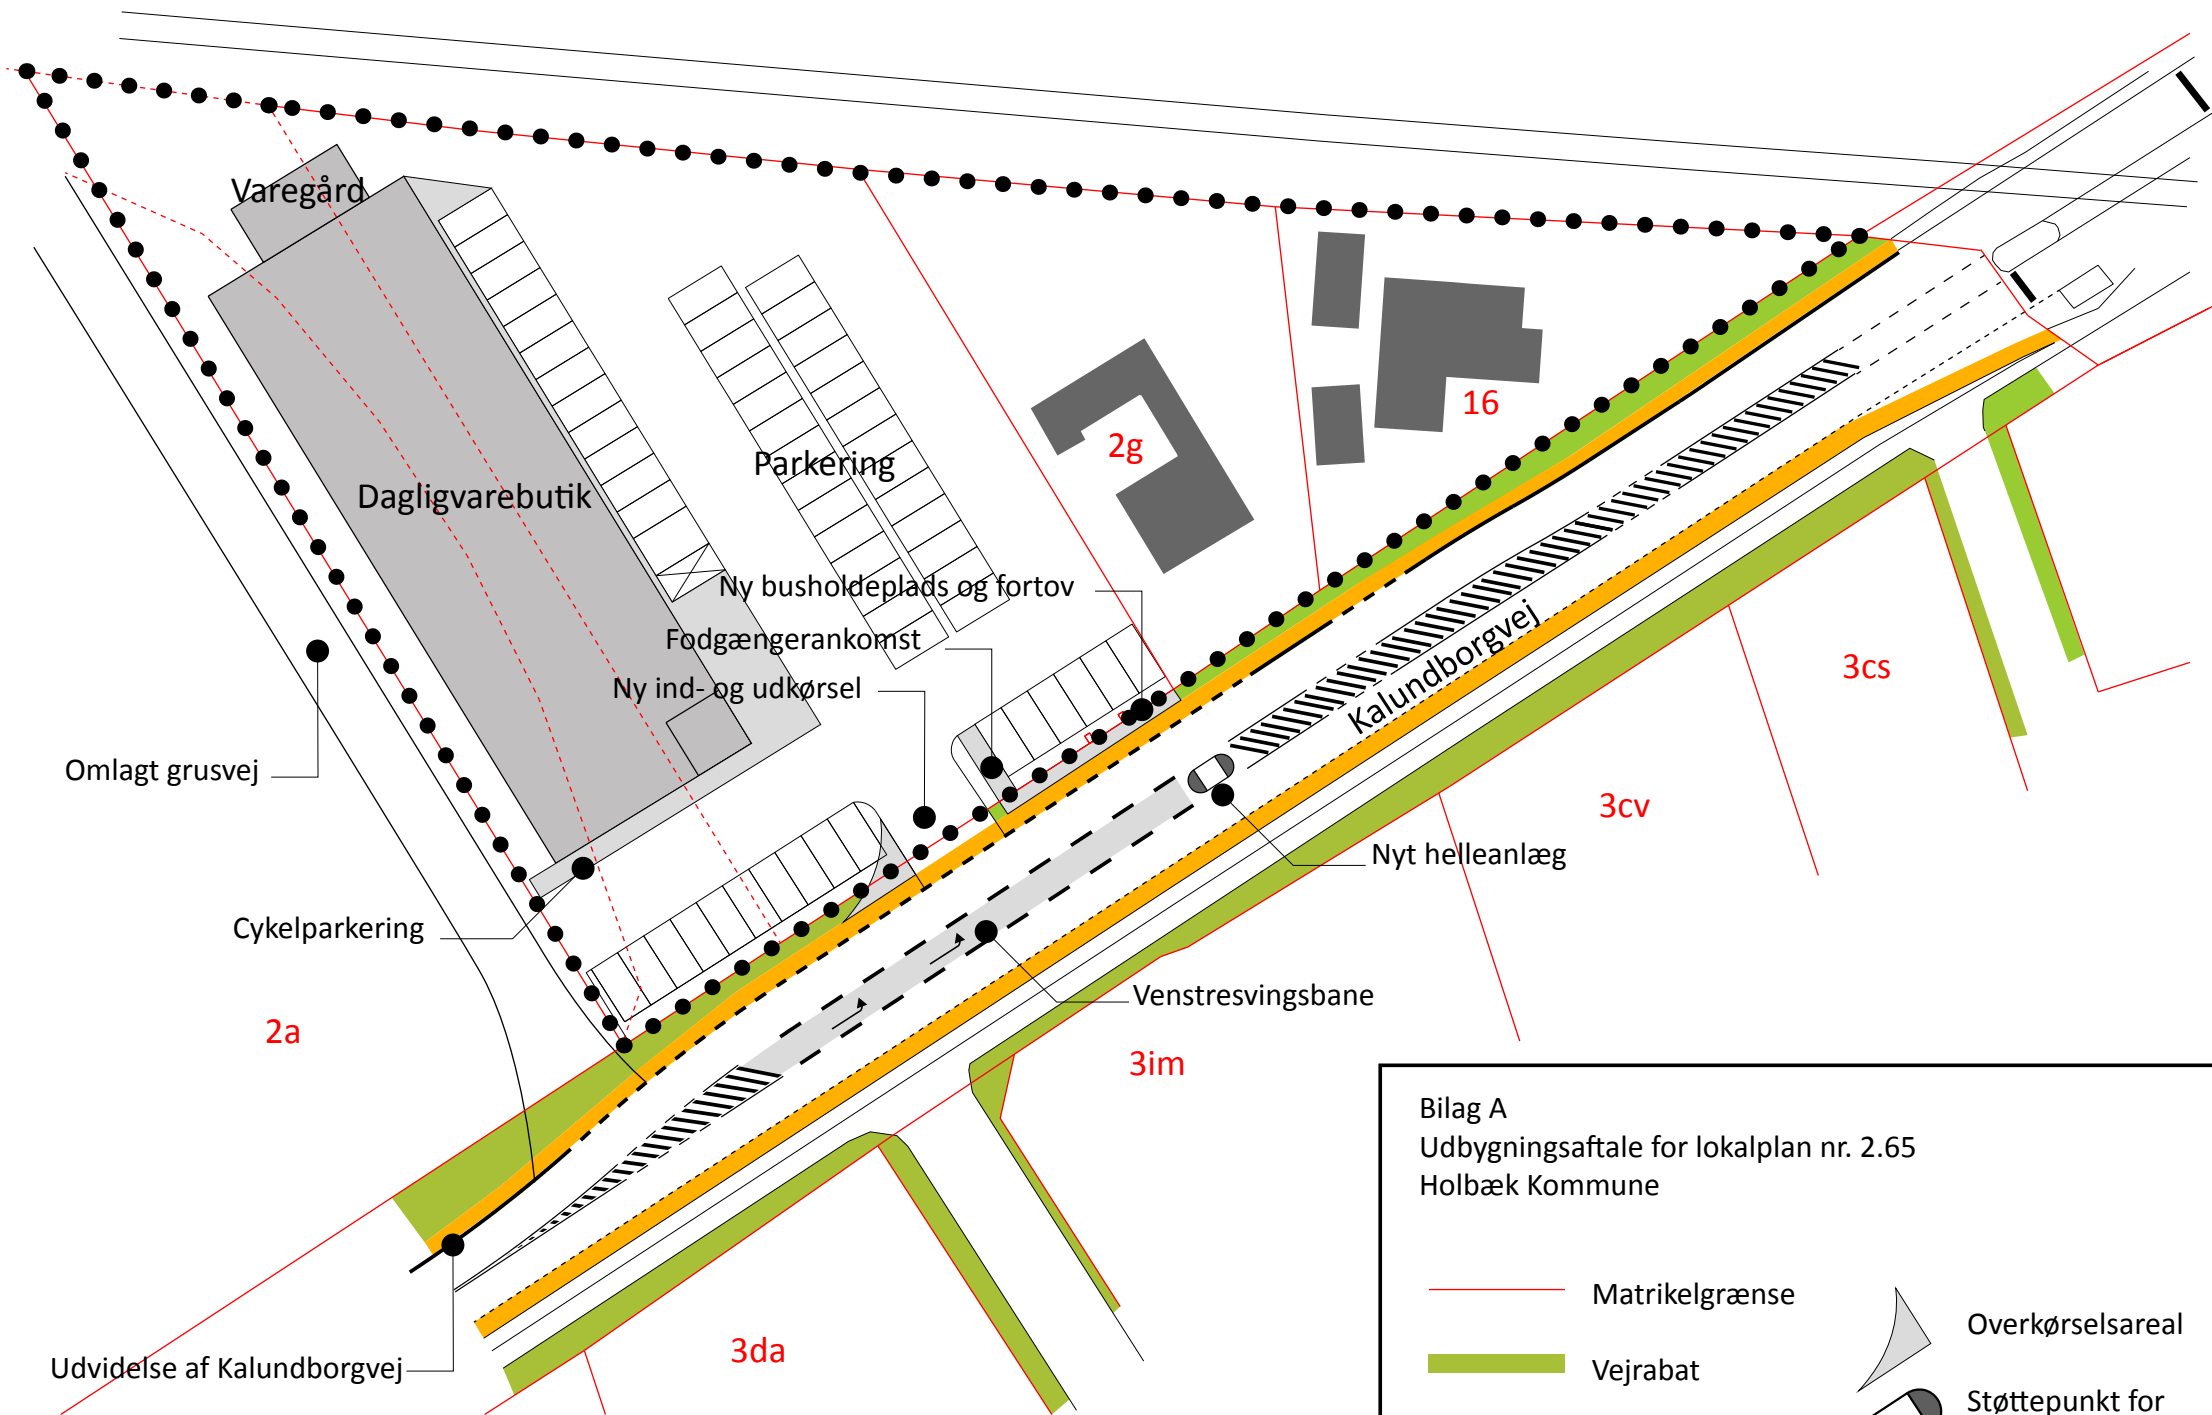 Varegård
16
2g
Parkering
Dagligvarebutik
Ny busholdeplads og fortov
Fodgængerankomst
Kalundborgvej
3cs
Ny ind- og udkørsel
Omlagt grusvej
3cv
Nyt helleanlæg
Cykelparkering
Venstresvingsbane
2a
3im
Bilag A
Udbygningsaftale for lokalplan nr. 2.65
Holbæk Kommune
Matrikelgrænse
Overkørselsareal
3da
Udvidelse af Kalundborgvej
Vejrabat
Støttepunkt for